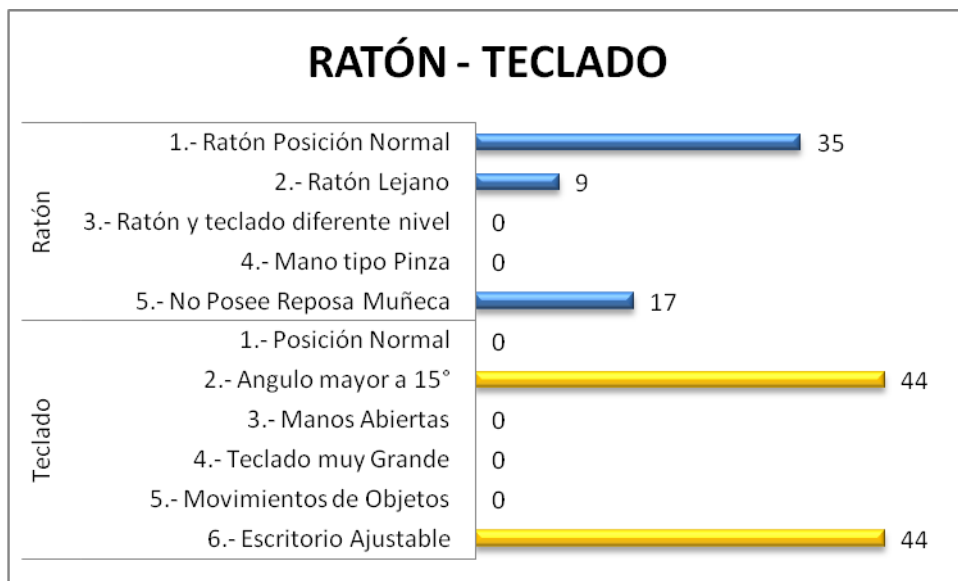 RATÓN - TECLADO
Ratón
1.- Ratón Posición Normal 35
2.- Ratón Lejano 9
3.- Ratón y teclado diferente nivel 0
4.- Mano tipo Pinza 0
5.- No Posee Reposa Muñeca 17
Teclado
1.- Posición Normal 0
2.- Angulo mayor a 15° 44
3.- Manos Abiertas 0
4.- Teclado muy Grande 0
5.- Movimientos de Objetos 0
6.- Escritorio Ajustable 44